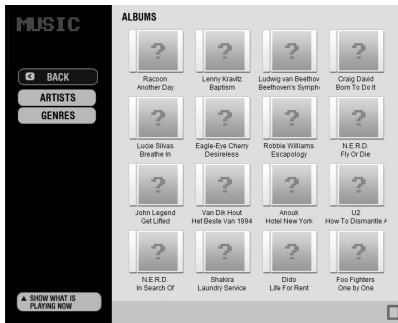 MUSIC
BACK
ARTISTS
GENRES
ALBUMS
Racoon
Another Day
Lenny Kravitz
Baptism
Ludwig van Beethov
Beethoven's Symph
Craig David
Born To Do It
Lucie Silvas
Breathe In
Eagle-Eye Cherry
Desireless
Robbie Williams
Escapology
N.E.R.D.
Fly Or Die
John Legend
Get Lifted
Van Dik Hout
Het Beste Van 1994
Anouk
Hotel New York
U2
How To Dismantle A
N.E.R.D.
In Search Of
Shakira
Laundry Service
Dido
Life For Rent
Foo Fighters
One by One
SHOW WHAT IS
PLAYING NOW